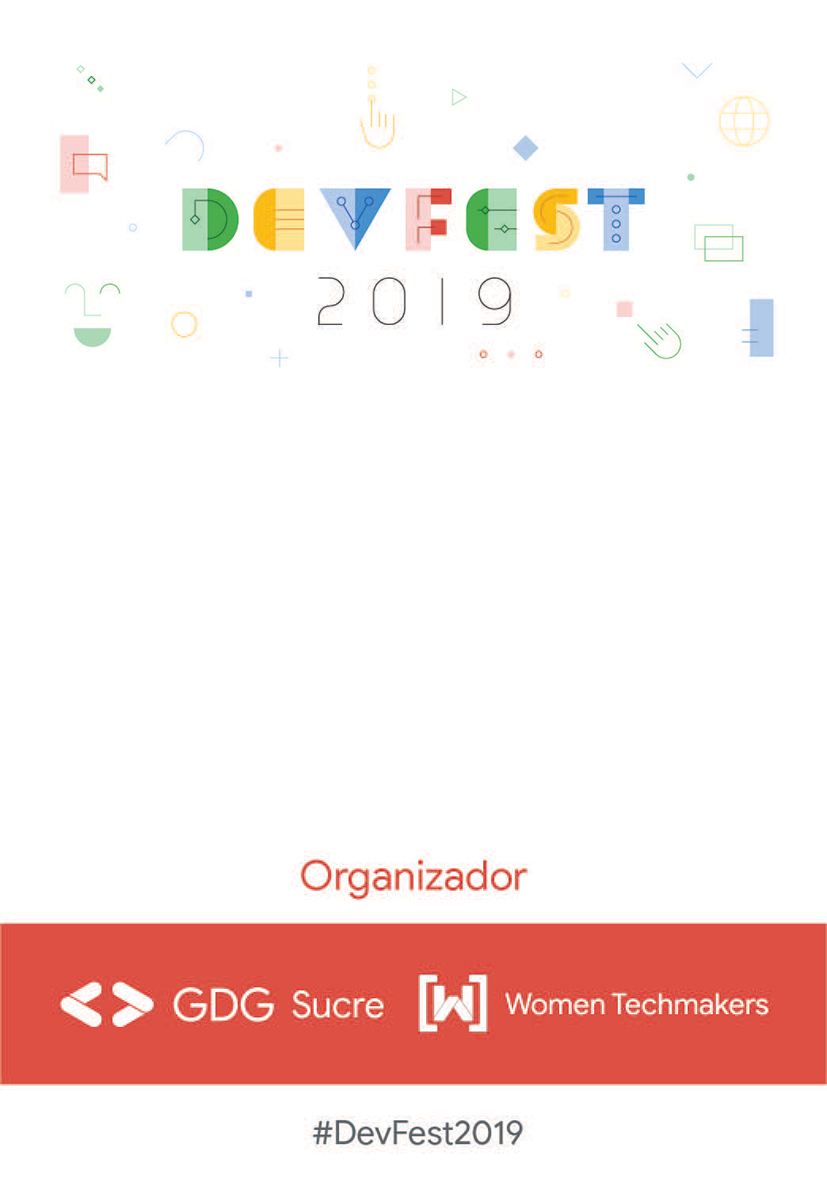 DEVFEST
2019
Organizador
GDG Sucre
Women Techmakers
#DevFest2019